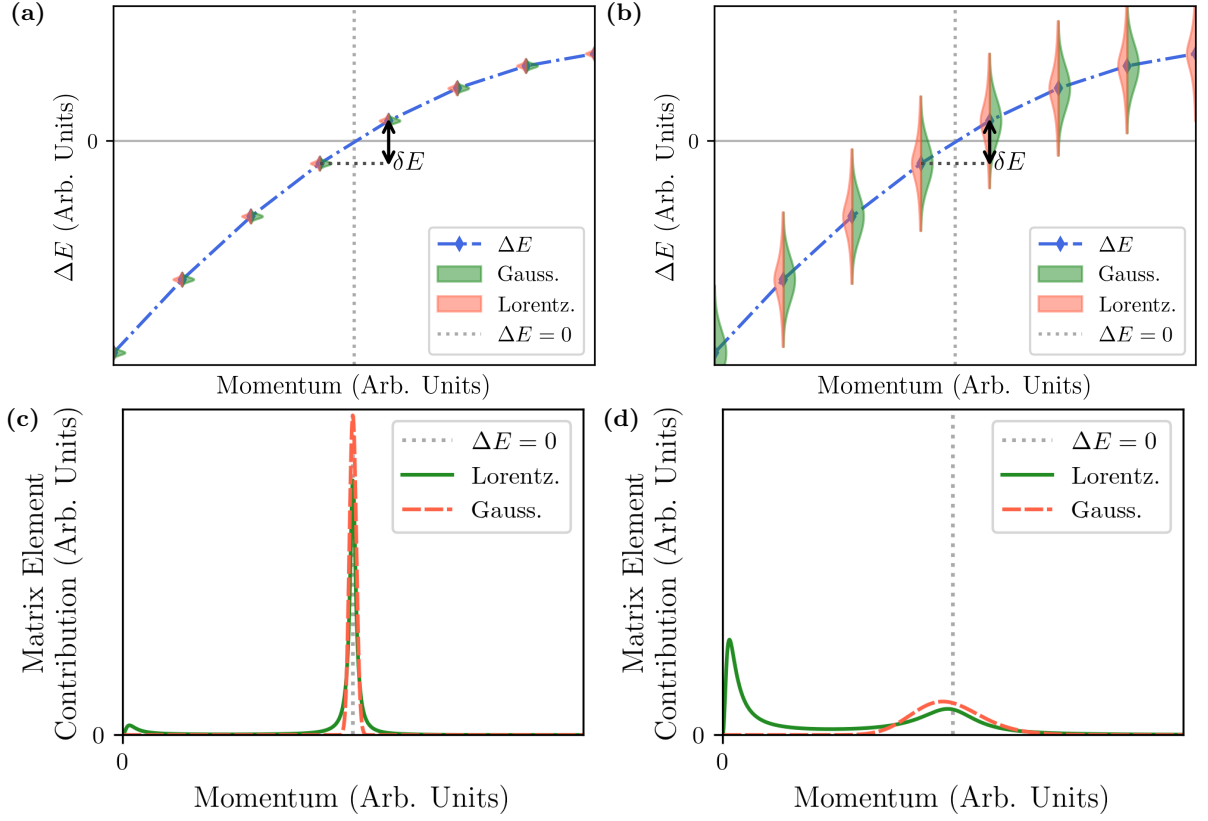 (a)
ΔE (Arb. Units)
0
δE
ΔE
Gauss.
Lorentz.
ΔE = 0
Momentum (Arb. Units)
(b)
ΔE (Arb. Units)
0
δE
ΔE
Gauss.
Lorentz.
ΔE = 0
Momentum (Arb. Units)
(c)
Matrix Element
Contribution (Arb. Units)
ΔE = 0
Lorentz.
Gauss.
0
0
Momentum (Arb. Units)
(d)
Matrix Element
Contribution (Arb. Units)
ΔE = 0
Lorentz.
Gauss.
0
0
Momentum (Arb. Units)